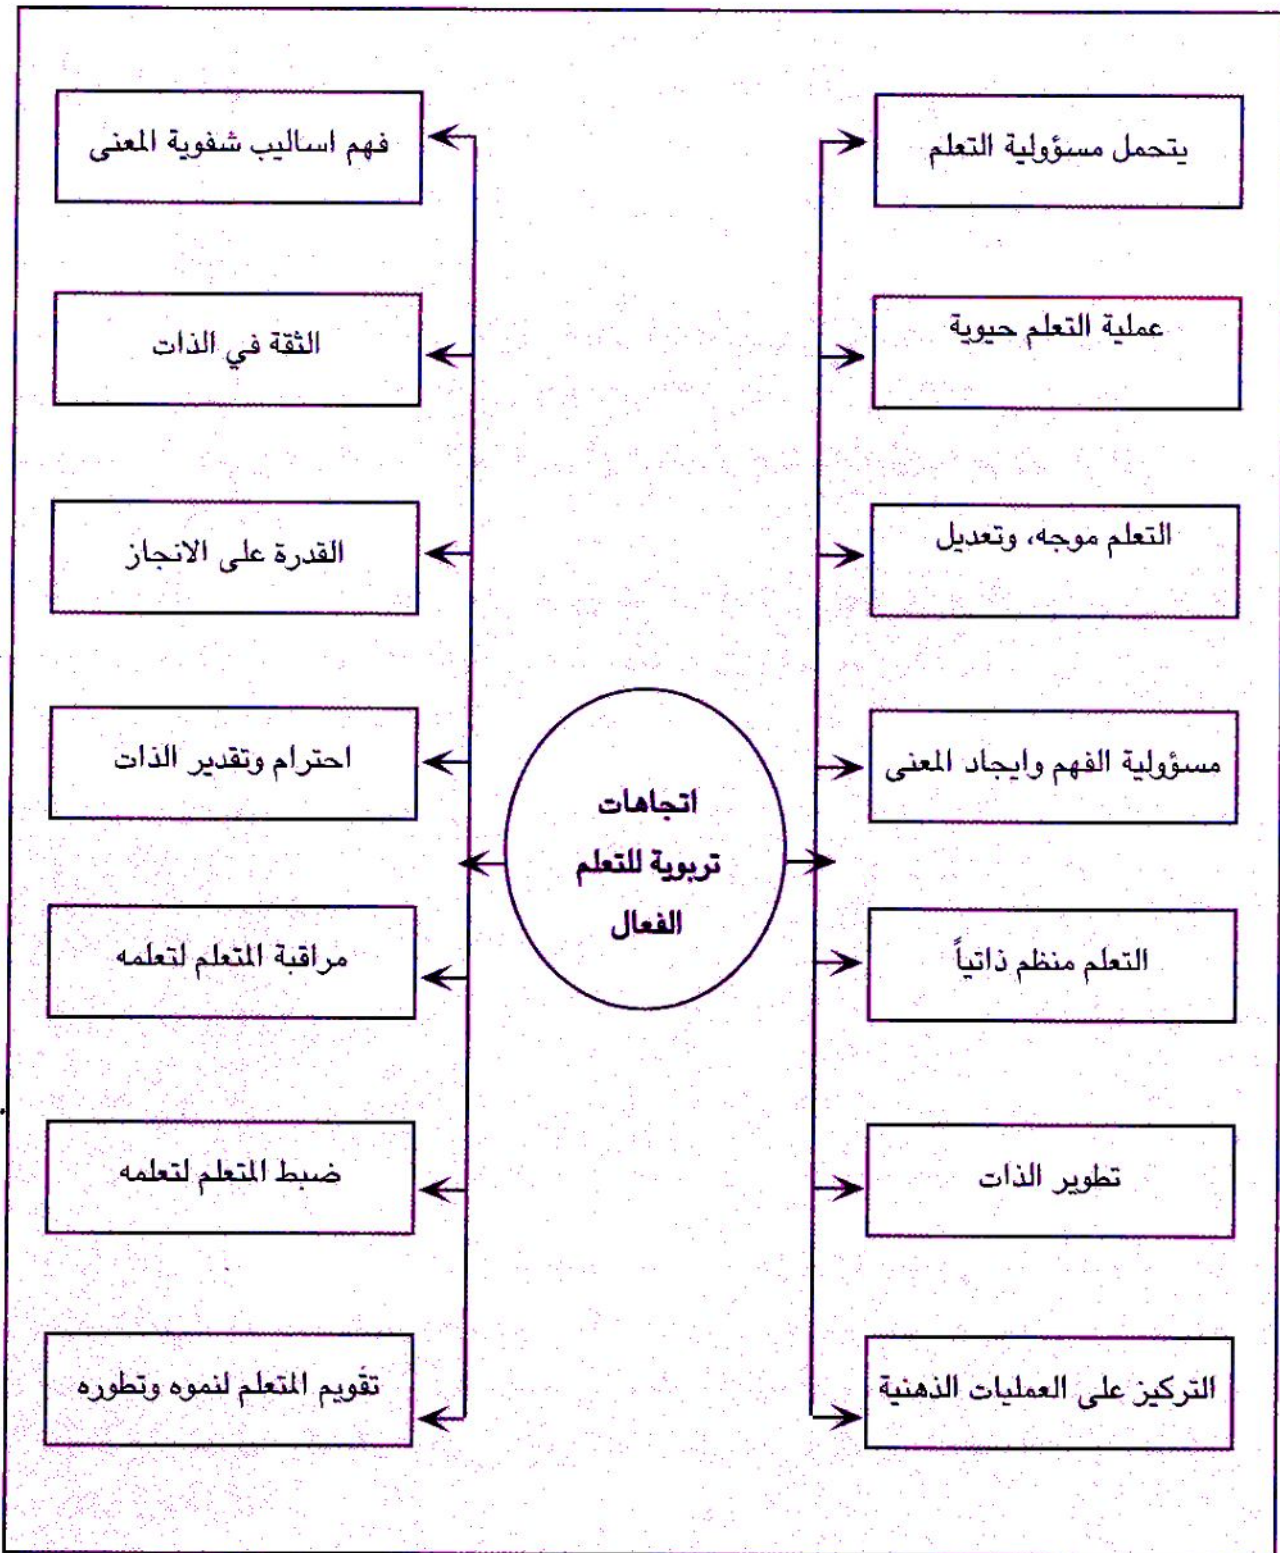 يتحمل مسؤولية التعلم
عملية التعلم حيوية
التعلم موجه، وتعديل
مسؤولية الفهم وايجاد المعنى
التعلم منظم ذاتياً
تطوير الذات
التركيز على العمليات الذهنية
اتجاهات
تربوية للتعلم
الفعال
فهم اساليب شفوية المعنى
الثقة في الذات
القدرة على الانجاز
احترام وتقدير الذات
مراقبة المتعلم لتعلمه
ضبط المتعلم لتعلمه
تقويم المتعلم لنموه وتطوره